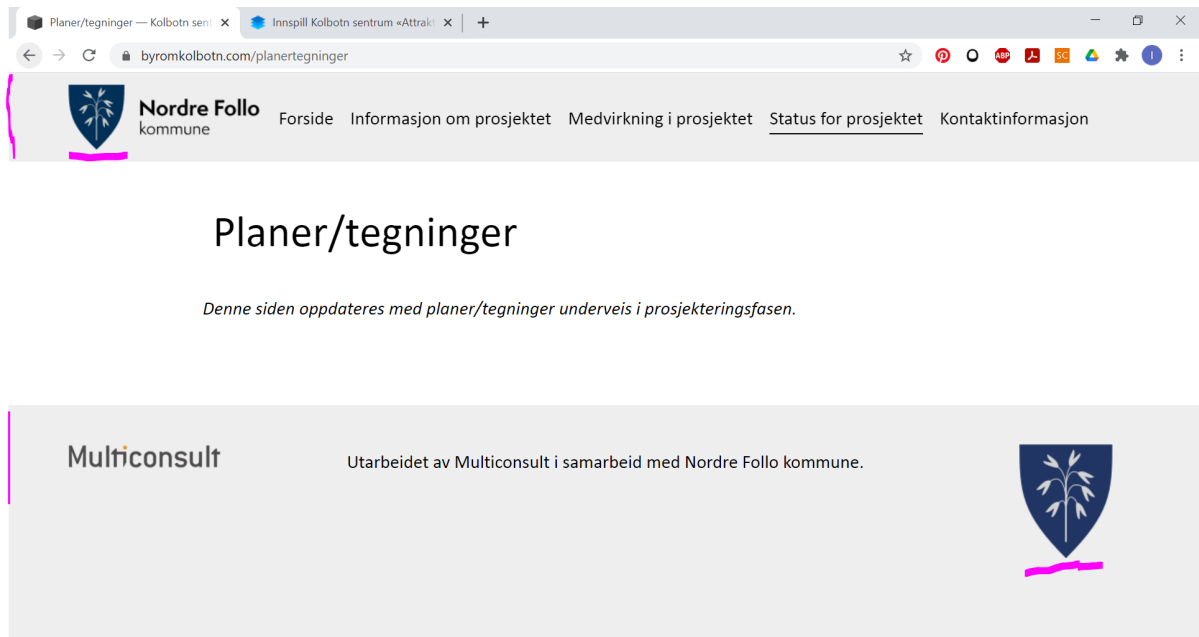 Planer/tegninger — Kolbotn sent
Innspill Kolbotn sentrum «Attrakt
byromkolbotn.com/planertegninger
ABP
SC
I
Nordre Follo
kommune
Forside Informasjon om prosjektet Medvirkning i prosjektet Status for prosjektet Kontaktinformasjon
Planer/tegninger
Denne siden oppdateres med planer/tegninger underveis i prosjekteringsfasen.
Multiconsult
Utarbeidet av Multiconsult i samarbeid med Nordre Follo kommune.